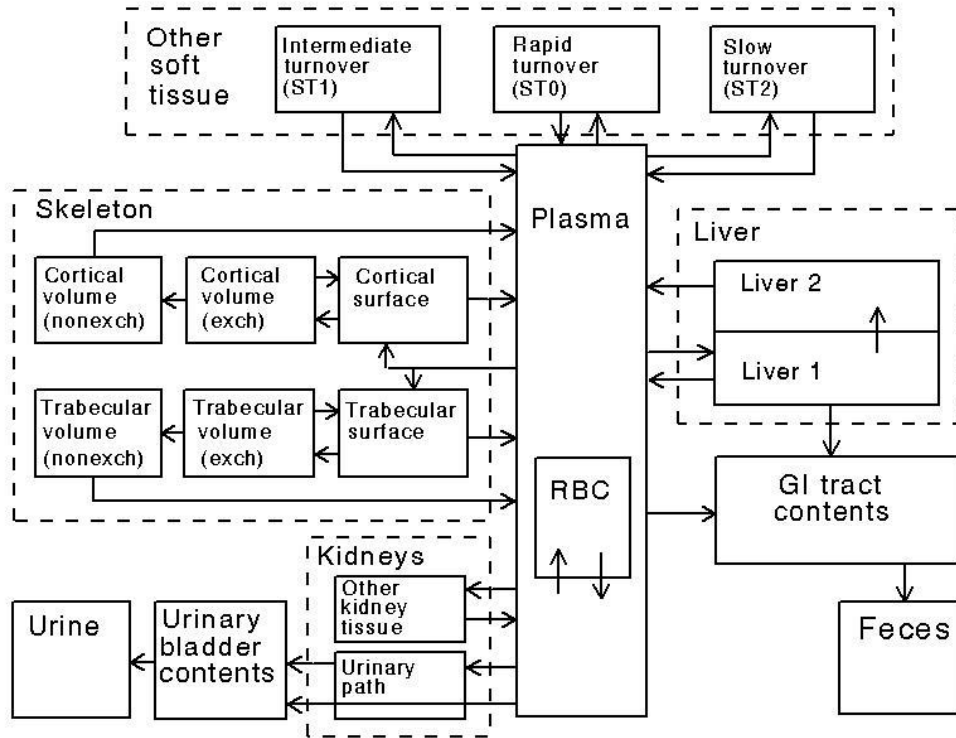 Other
soft
tissue
Intermediate
turnover
(ST1)
Rapid
turnover
(ST0)
Slow
turnover
(ST2)
Plasma
Skeleton
Cortical
volume
(nonexch)
Cortical
volume
(exch)
Cortical
surface
Trabecular
volume
(nonexch)
Trabecular
volume
(exch)
Trabecular
surface
Liver
Liver 2
Liver 1
RBC
GI tract
contents
Feces
Kidneys
Other
kidney
tissue
Urinary
path
Urinary
bladder
contents
Urine